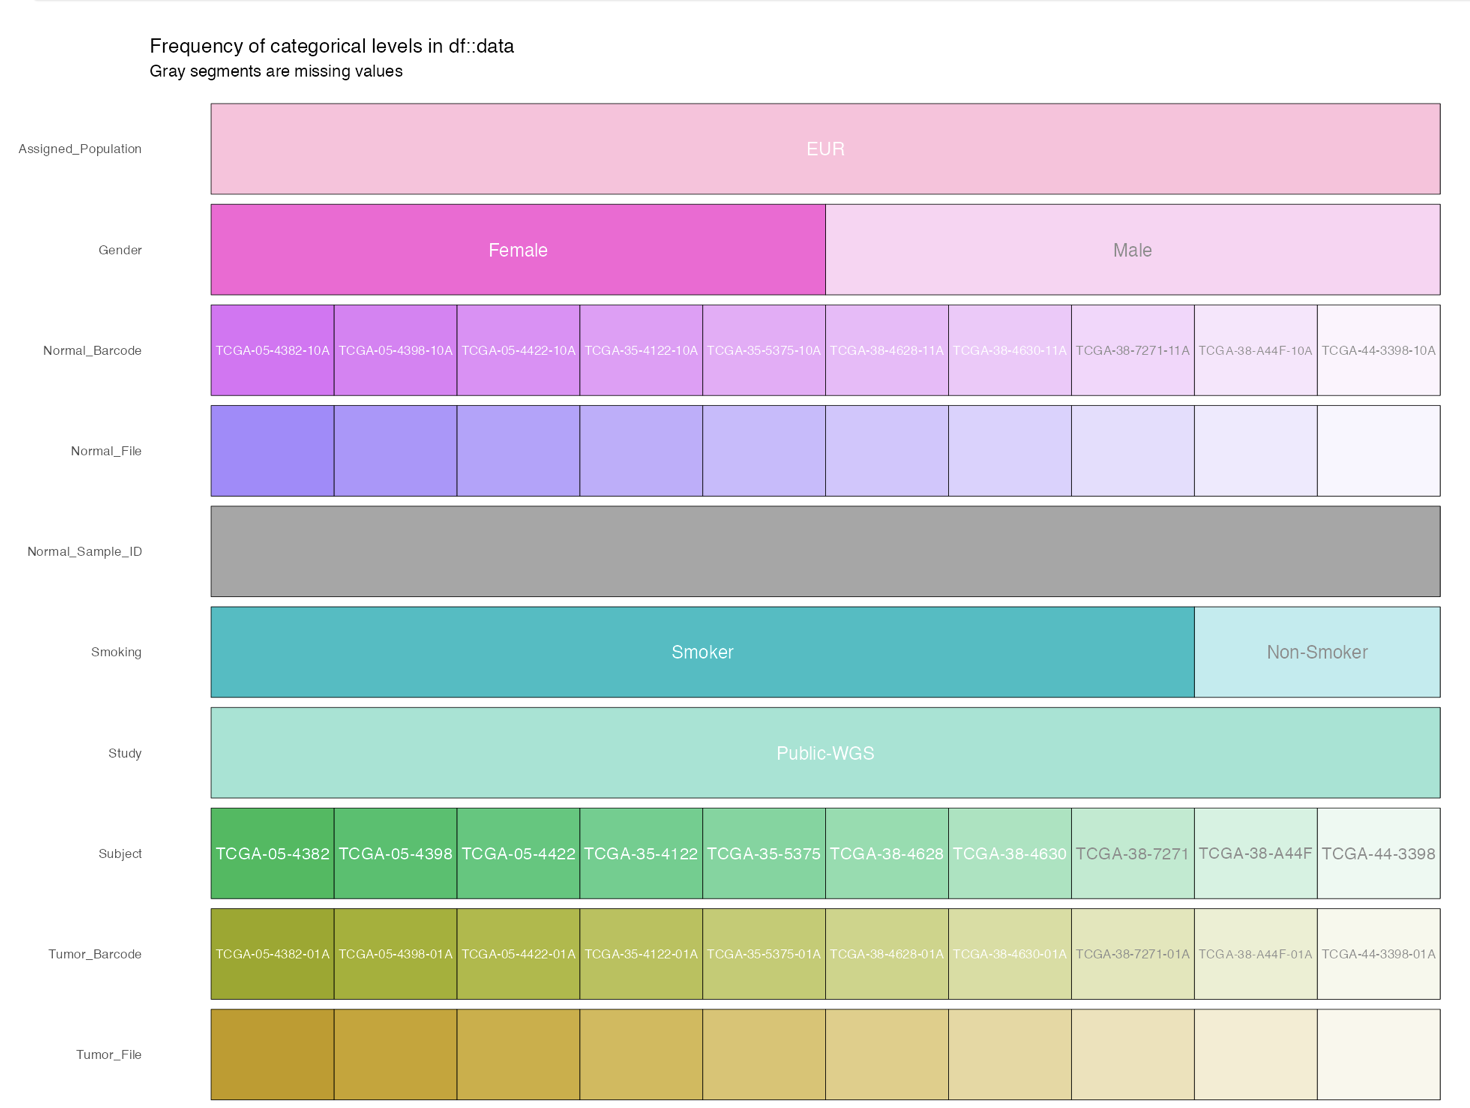 Frequency of categorical levels in df::data
Gray segments are missing values
Assigned_Population
EUR
Gender
Female Male
Normal_Barcode
TCGA-05-4382-10A TCGA-05-4398-10A TCGA-05-4422-10A TCGA-35-4122-10A TCGA-35-5375-10A TCGA-38-4628-11A TCGA-38-4630-11A TCGA-38-7271-11A TCGA-38-A44F-10A TCGA-44-3398-10A
Normal_File
Normal_Sample_ID
Smoking
Smoker Non-Smoker
Study
Public-WGS
Subject
TCGA-05-4382 TCGA-05-4398 TCGA-05-4422 TCGA-35-4122 TCGA-35-5375 TCGA-38-4628 TCGA-38-4630 TCGA-38-7271 TCGA-38-A44F TCGA-44-3398
Tumor_Barcode
TCGA-05-4382-01A TCGA-05-4398-01A TCGA-05-4422-01A TCGA-35-4122-01A TCGA-35-5375-01A TCGA-38-4628-01A TCGA-38-4630-01A TCGA-38-7271-01A TCGA-38-A44F-01A TCGA-44-3398-01A
Tumor_File